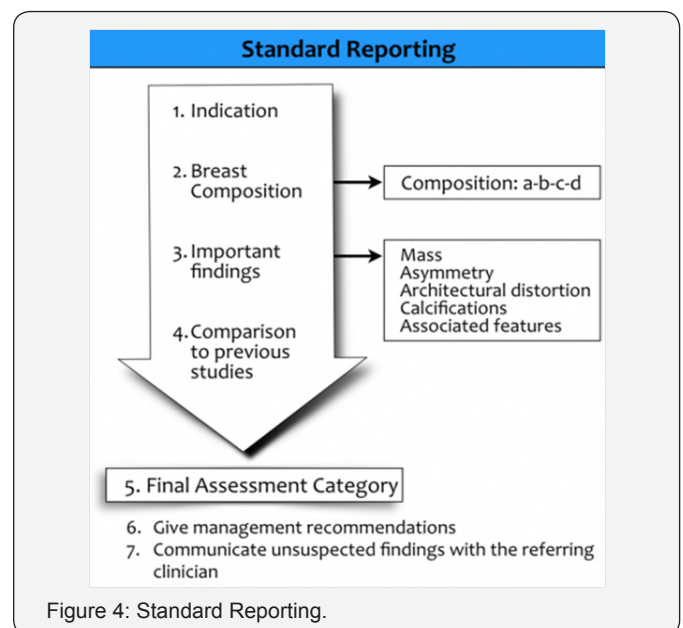 Standard Reporting
1. Indication
2. Breast
Composition
Composition: a-b-c-d
3. Important
findings
Mass
Asymmetry
Architectural distortion
Calcifications
Associated features
4. Comparison
to previous
studies
5. Final Assessment Category
6. Give management recommendations
7. Communicate unsuspected findings with the referring
clinician
Figure 4: Standard Reporting.